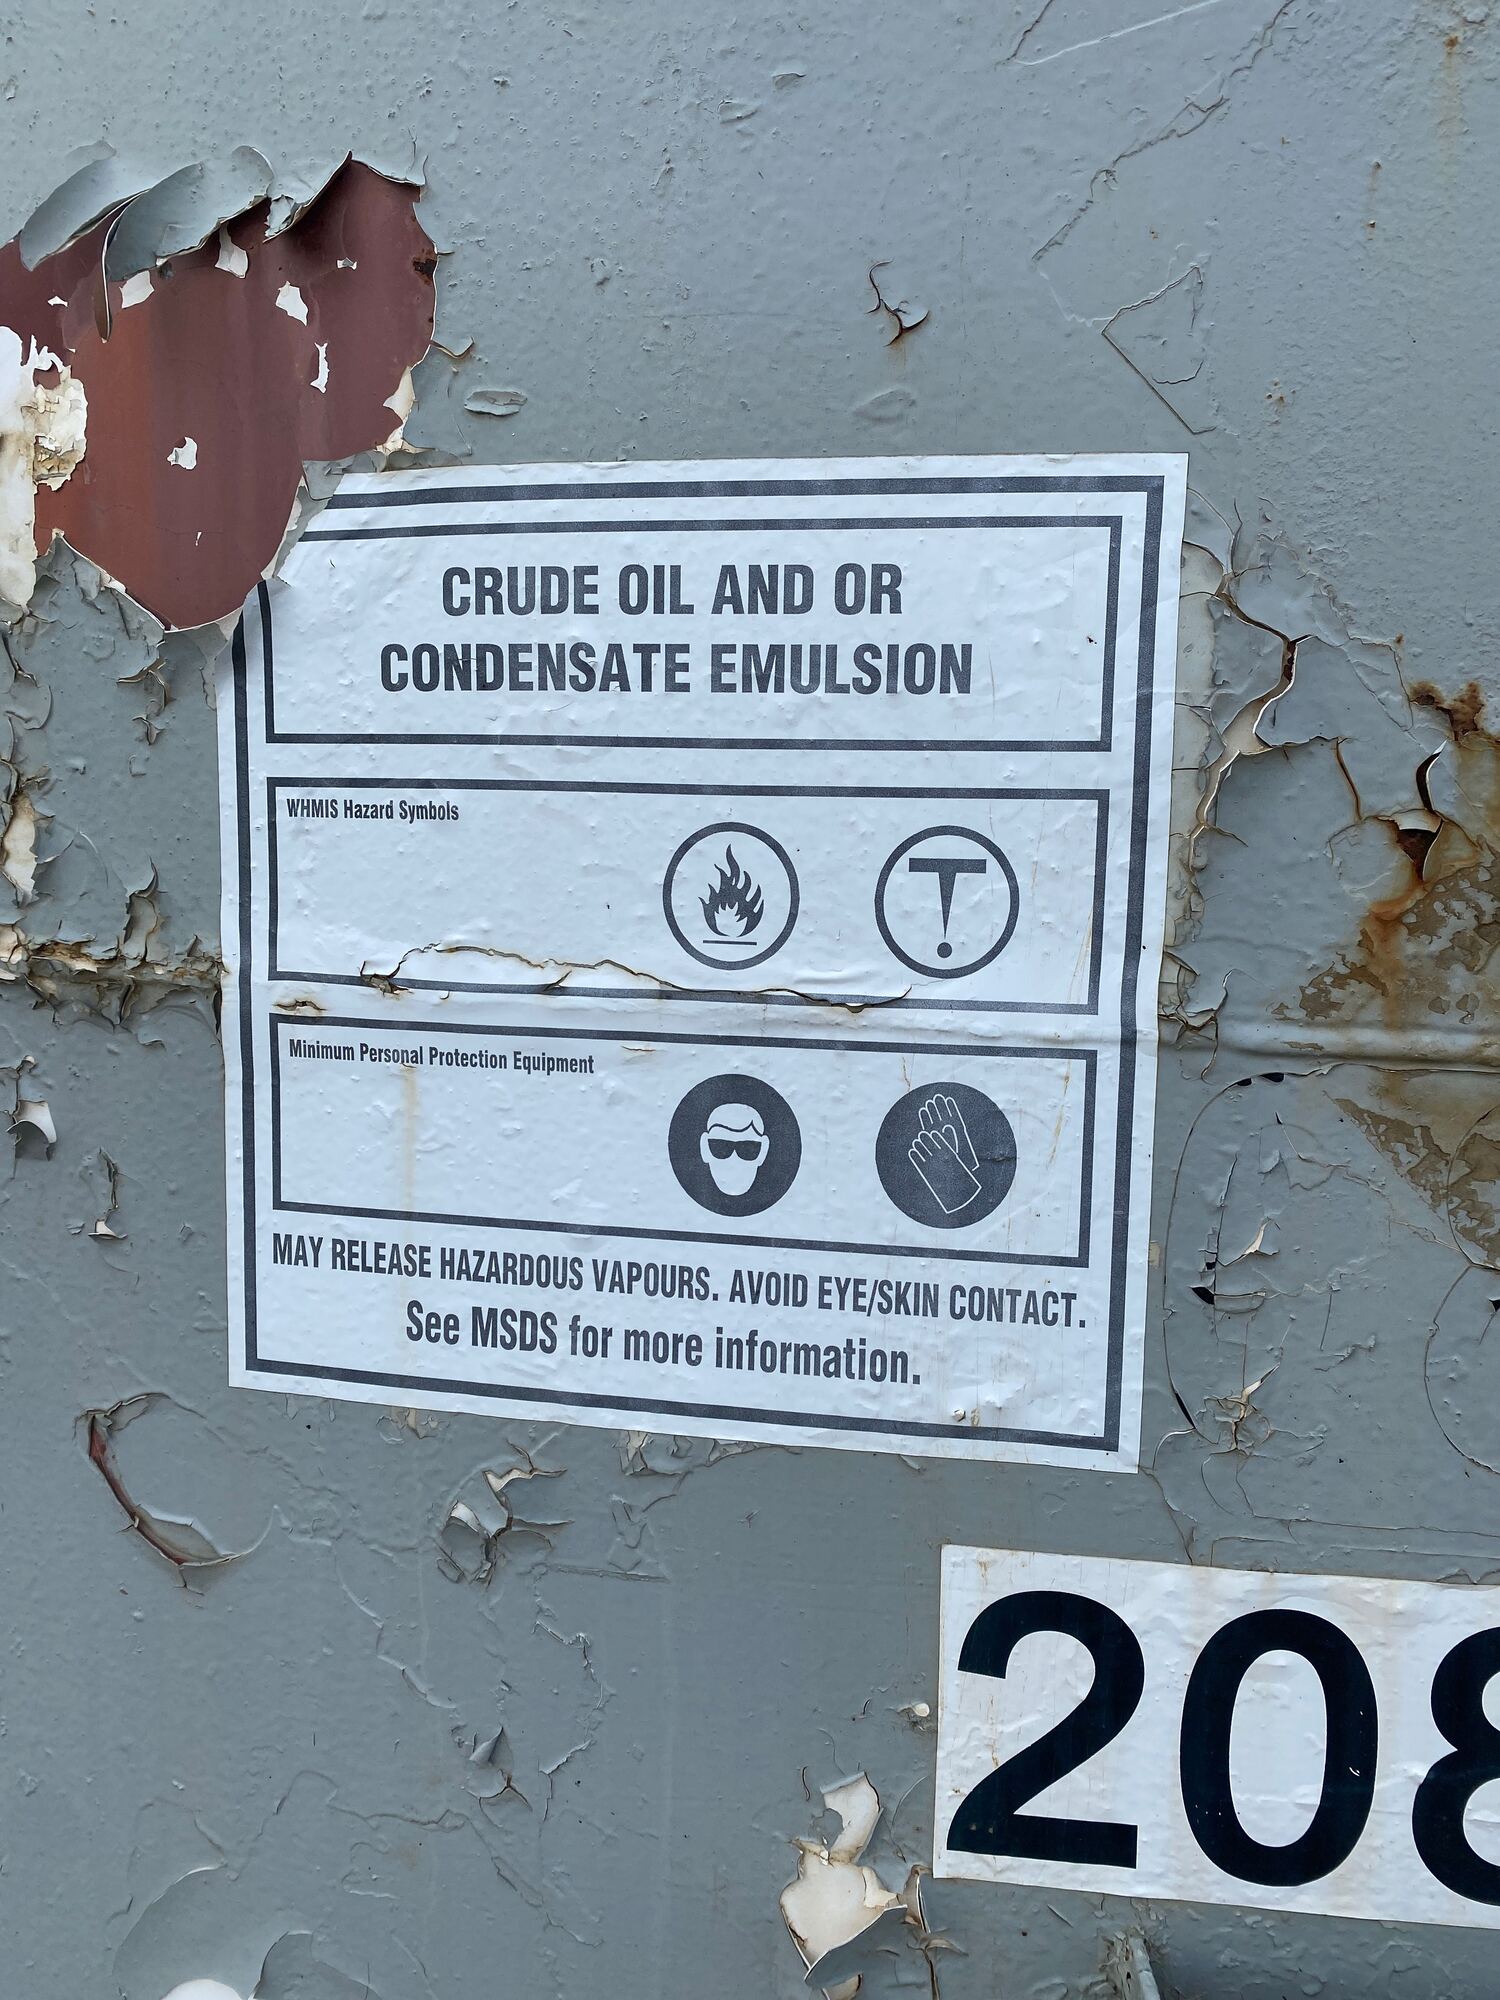 CRUDE OIL AND OR
CONDENSATE EMULSION
WHMIS Hazard Symbols
Minimum Personal Protection Equipment
MAY RELEASE HAZARDOUS VAPOURS. AVOID EYE/SKIN CONTACT.
See MSDS for more information.
208